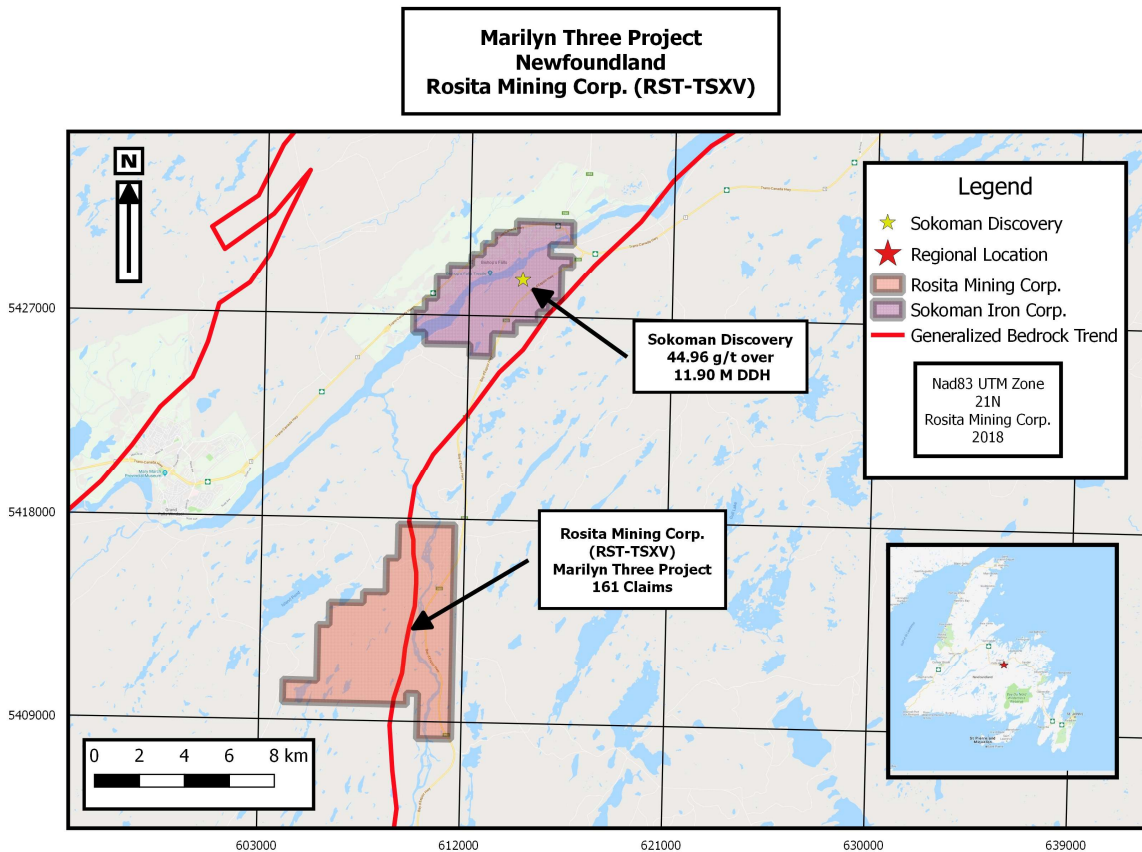 Marilyn Three Project
Newfoundland
Rosita Mining Corp. (RST-TSXV)
N
Legend
Sokoman Discovery
Regional Location
Rosita Mining Corp.
Sokoman Iron Corp.
Generalized Bedrock Trend
Nad83 UTM Zone
21N
Rosita Mining Corp.
2018
Sokoman Discovery
44.96 g/t over
11.90 M DDH
Rosita Mining Corp.
(RST-TSXV)
Marilyn Three Project
161 Claims
5427000
5418000
5409000
0 2 4 6 8 km
603000 612000 621000 630000 639000